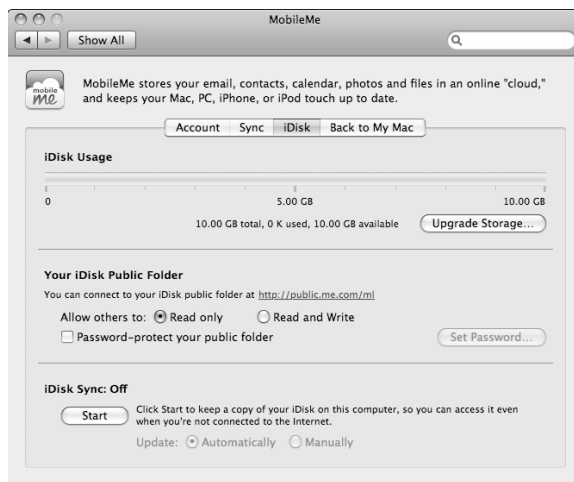 MobileMe
Show All
MobileMe stores your email, contacts, calendar, photos and files in an online "cloud,"
and keeps your Mac, PC, iPhone, or iPod touch up to date.
mobile
me
Account Sync iDisk Back to My Mac
iDisk Usage
0 5.00 GB 10.00 GB
10.00 GB total, 0 K used, 10.00 GB available Upgrade Storage...
Your iDisk Public Folder
You can connect to your iDisk public folder at http://public.me.com/ml
Allow others to: Read only Read and Write
Password-protect your public folder Set Password...
iDisk Sync: Off
Start Click Start to keep a copy of your iDisk on this computer, so you can access it even
when you're not connected to the Internet.
Update: Automatically Manually